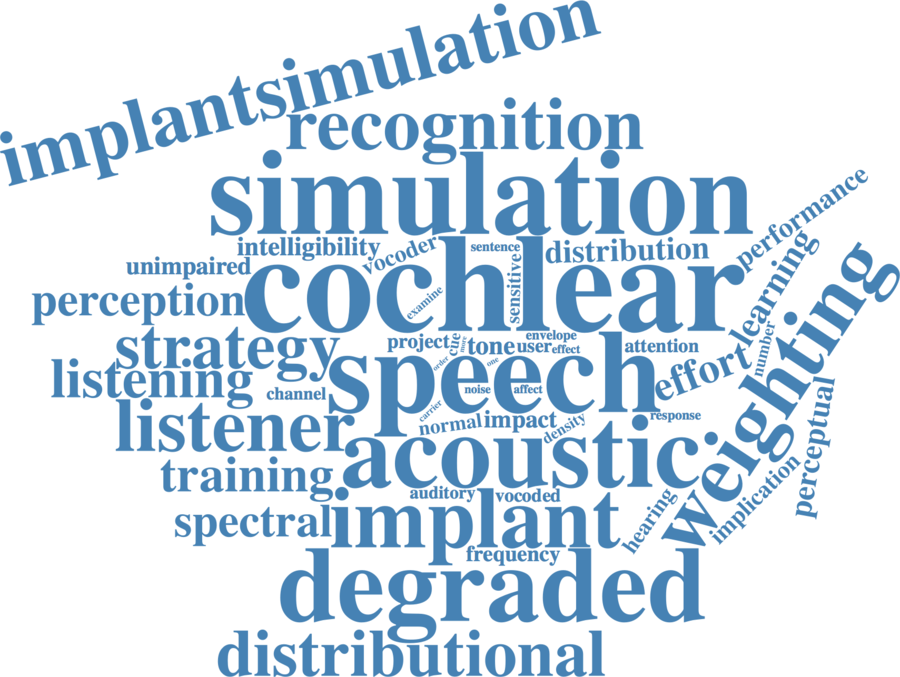 implantsimulation
recognition
simulation
performance
intelligibility
vocoder
sentence
distribution
learning
unimpaired
cochlear
sensitive
weighting
perception
examine
number
strategy
project
cue
more
tone
user
envelope
effect
attention
order
one
listening
channel
speech
noise
affect
effort
perceptual
carrier
listener
normal
impact
density
response
acoustic
training
auditory
vocoded
hearing
implication
spectral
implant
frequency
degraded
distributional